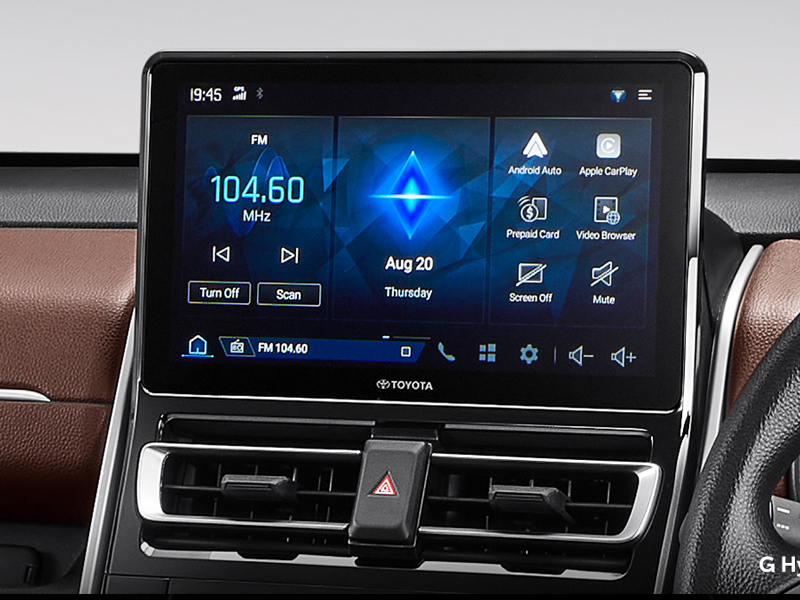 19:45 GPS
FM
104.60
MHz
Turn Off Scan
Aug 20
Thursday
Android Auto Apple CarPlay
Prepaid Card Video Browser
Screen Off Mute
FM 104.60
TOYOTA
G Hy